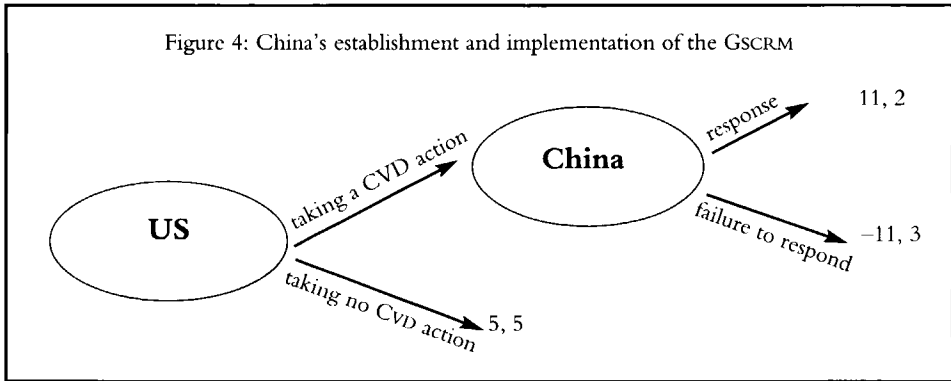 Figure 4: China's establishment and implementation of the GSCRM
response
11, 2
China
taking a CVD action
US
failure to respond
–11, 3
taking no CVD action
5, 5